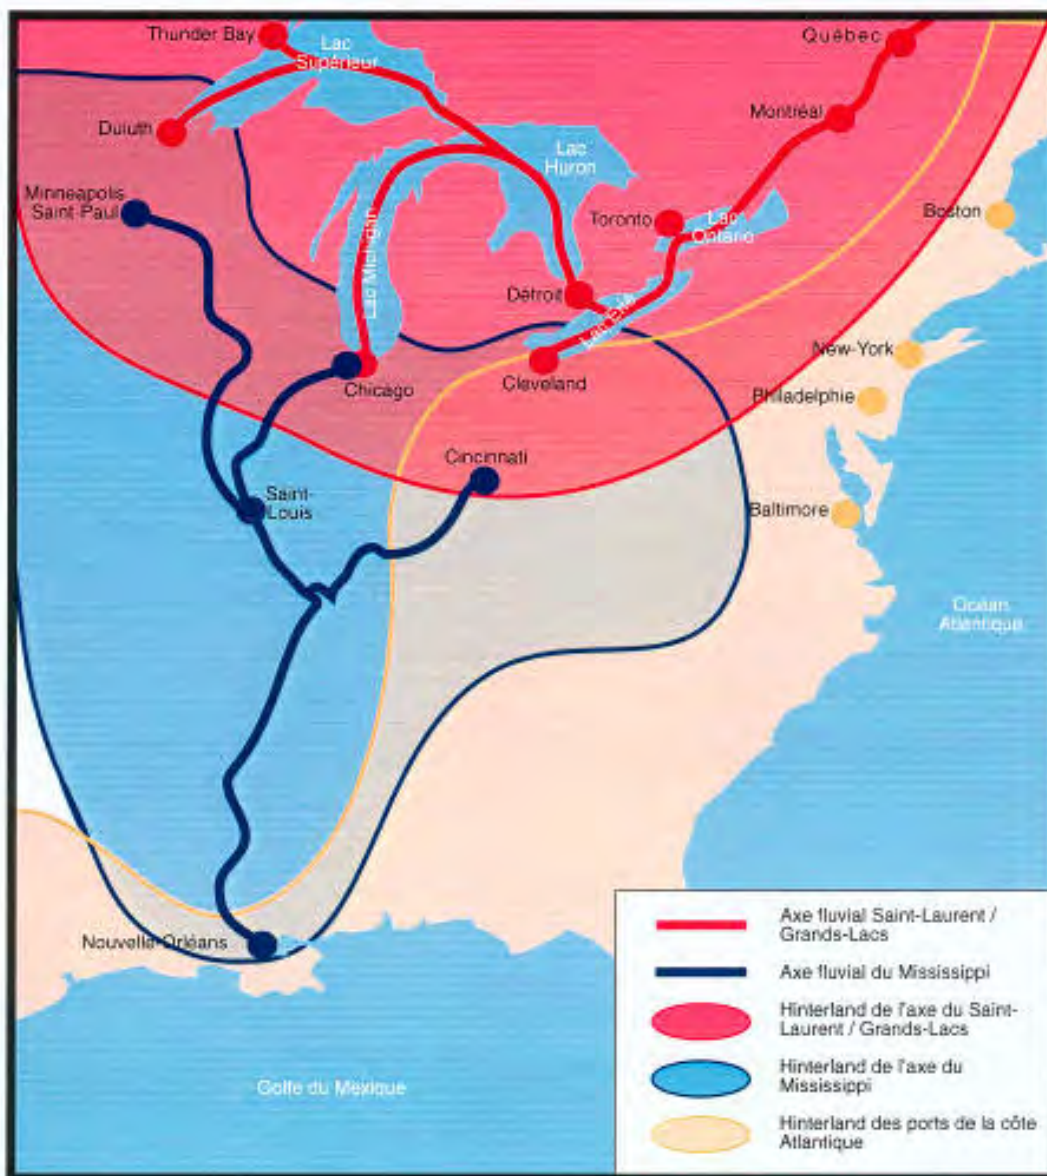 Thunder Bay
Lac
Supérieur
Québec
Duluth
Montréal
Lac
Huron
Minneapolis
Saint Paul
Toronto
Lac
Ontario
Boston
Lac Michigan
Détroit
Lac Erié
New-York
Chicago
Cleveland
Philadelphie
Cincinnati
Saint-
Louis
Baltimore
Océan
Atlantique
Nouvelle-Orléans
Golfe du Mexique
Axe fluvial Saint-Laurent /
Grands-Lacs
Axe fluvial du Mississippi
Hinterland de l'axe du Saint-
Laurent / Grands-Lacs
Hinterland de l'axe du
Mississippi
Hinterland des ports de la côte
Atlantique